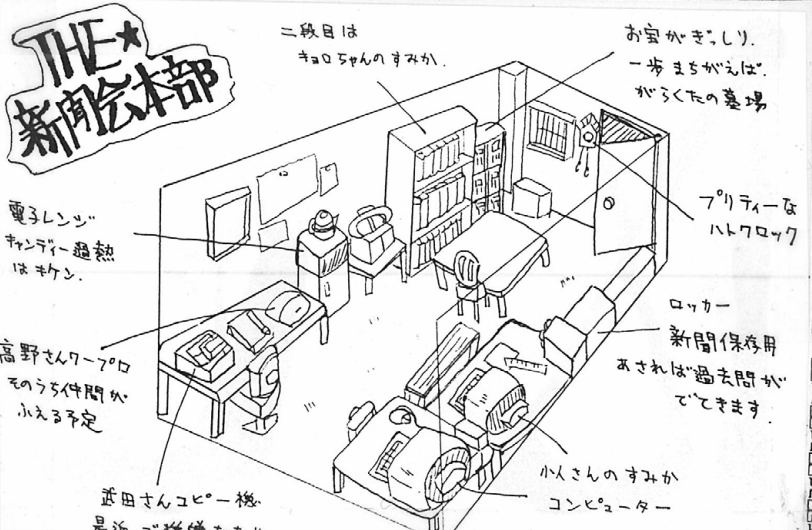 THE★
新聞会本部
二段目は
キョロちゃんのすみか.
お宝がぎっしり.
一歩まちがえば.
がらくたの墓場
プリティーな
ハトクロック
電子レンジ
キャンディー過熱
はキケン.
高野さんワープロ
そのうち仲間が
ふえる予定
ロッカー
新聞保存用
あされば過去問が
でてきます.
小人さんのすみか
コンピューター
武田さんコピー機